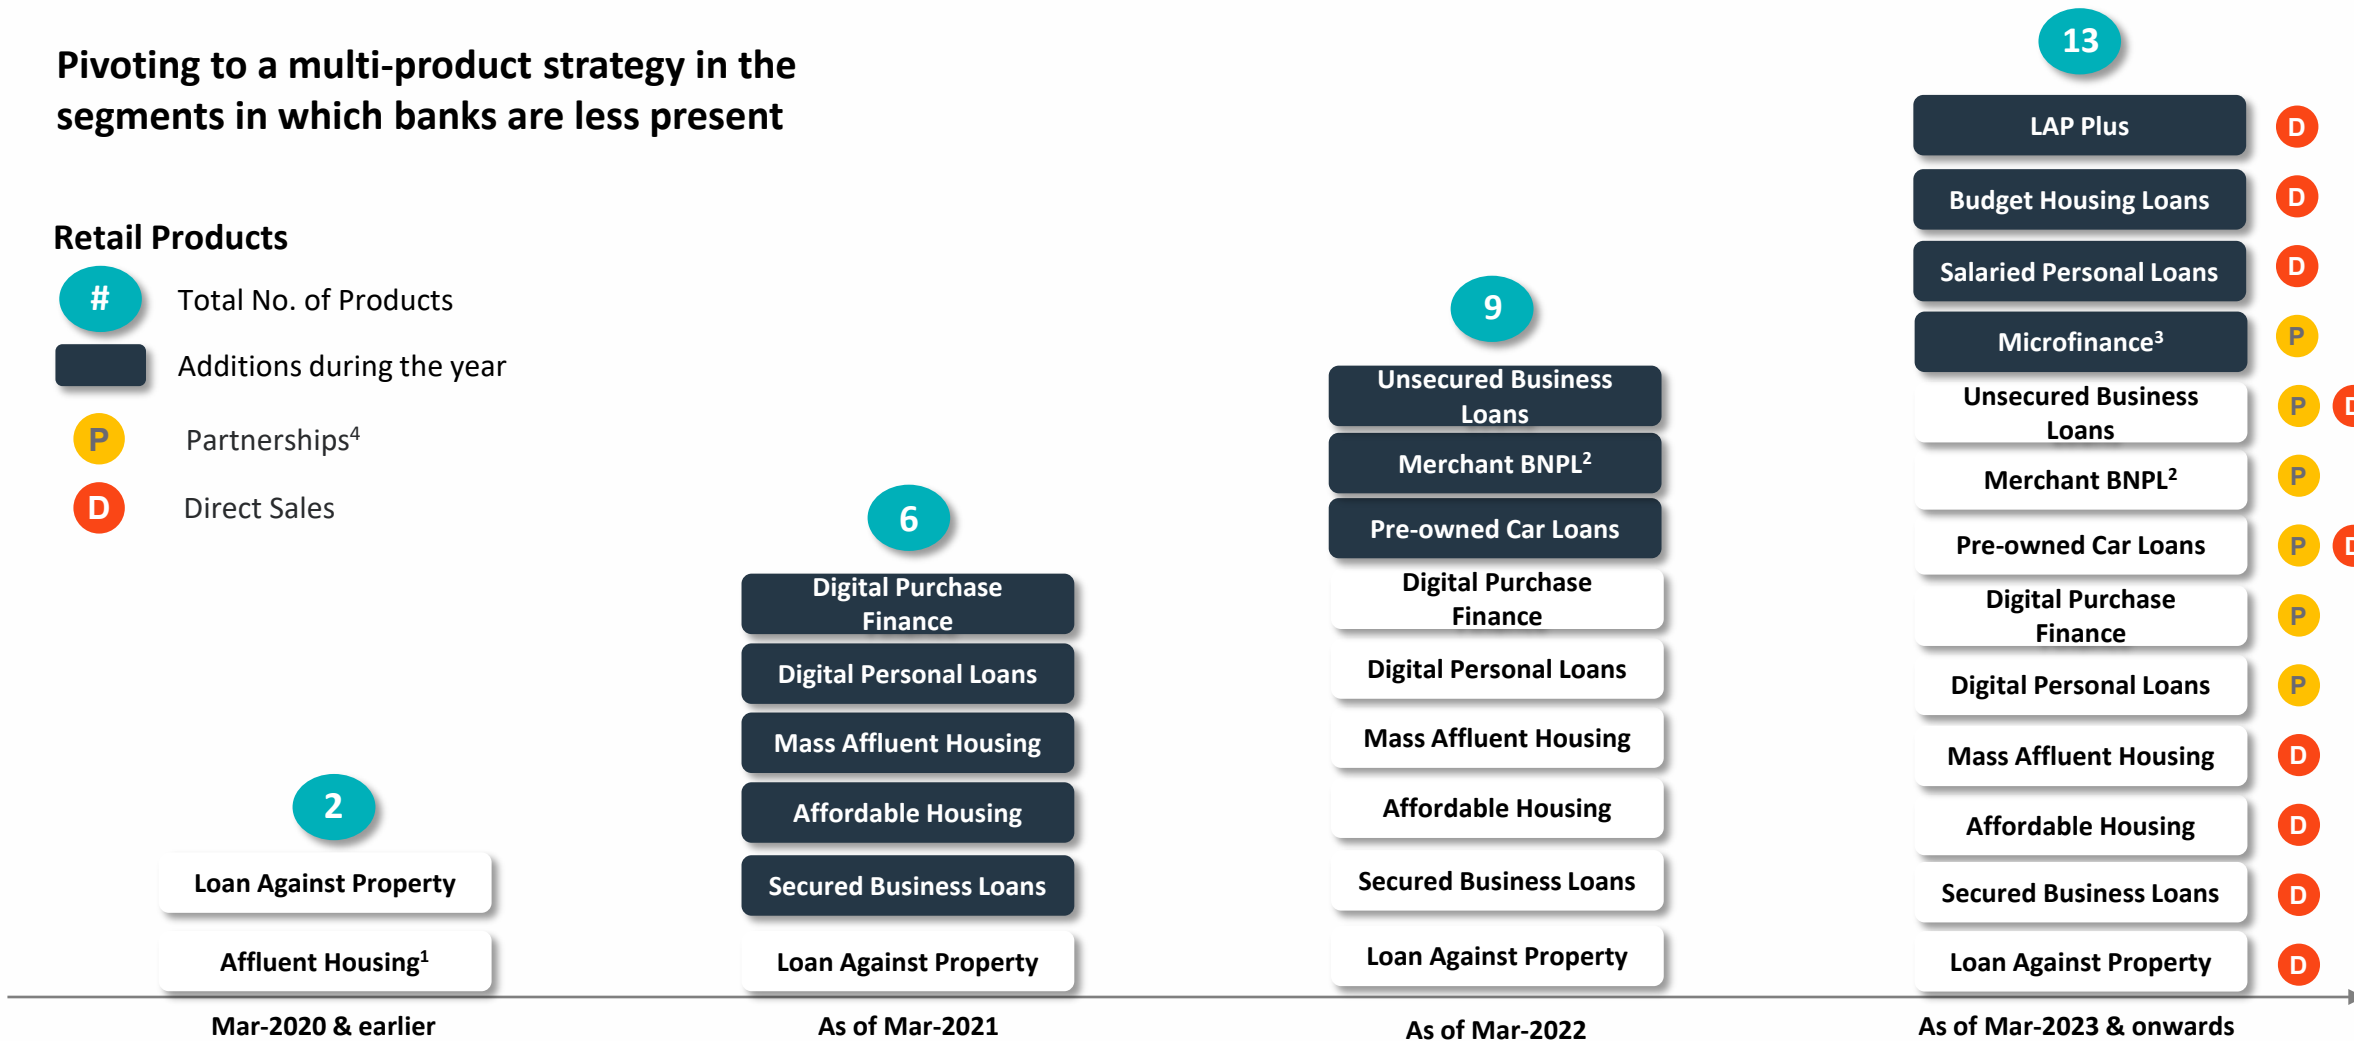 Pivoting to a multi-product strategy in the
segments in which banks are less present
Retail Products
# Total No. of Products
Additions during the year
P Partnerships⁴
D Direct Sales
2
Loan Against Property
Affluent Housing¹
Mar-2020 & earlier
6
Digital Purchase
Finance
Digital Personal Loans
Mass Affluent Housing
Affordable Housing
Secured Business Loans
Loan Against Property
As of Mar-2021
9
Unsecured Business
Loans
Merchant BNPL²
Pre-owned Car Loans
Digital Purchase
Finance
Digital Personal Loans
Mass Affluent Housing
Affordable Housing
Secured Business Loans
Loan Against Property
As of Mar-2022
13
LAP Plus D
Budget Housing Loans D
Salaried Personal Loans D
Microfinance³ P
Unsecured Business
Loans P D
Merchant BNPL² P
Pre-owned Car Loans P D
Digital Purchase
Finance P
Digital Personal Loans P
Mass Affluent Housing D
Affordable Housing D
Secured Business Loans D
Loan Against Property D
As of Mar-2023 & onwards